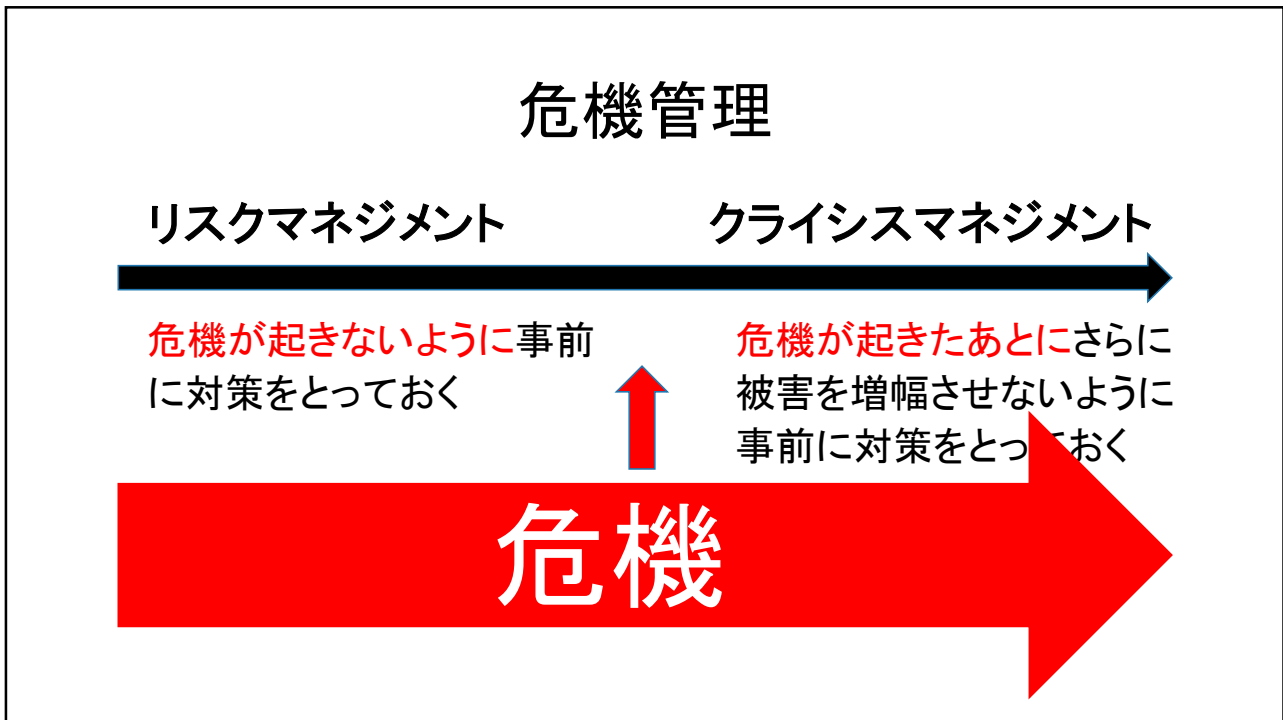 危機管理
リスクマネジメント
クライシスマネジメント
危機が起きないように事前
に対策をとっておく
危機が起きたあとにさらに
被害を増幅させないように
事前に対策をとっておく
危機